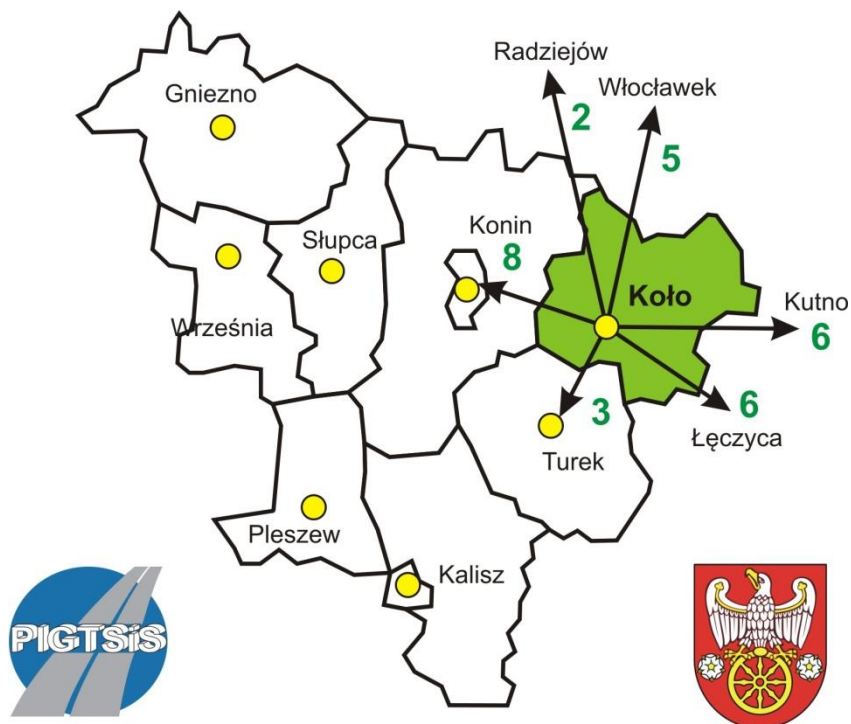 Radziejów
Gniezno
Włocławek
2
5
Słupca
Konin
8
Koło
Kutno
6
Września
3
6
Łęczyca
Turek
Pleszew
Kalisz
PIGTSiS